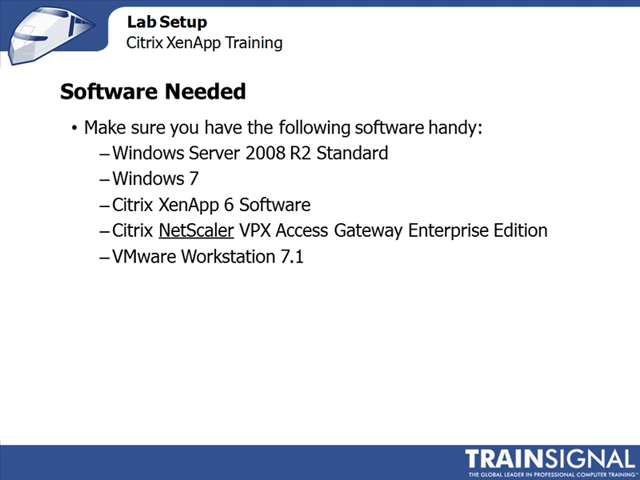 Lab Setup
Citrix XenApp Training
Software Needed
• Make sure you have the following software handy:
–Windows Server 2008 R2 Standard
–Windows 7
–Citrix XenApp 6 Software
–Citrix NetScaler VPX Access Gateway Enterprise Edition
–VMware Workstation 7.1
TRAINSIGNAL
THE GLOBAL LEADER IN PROFESSIONAL COMPUTER TRAINING™